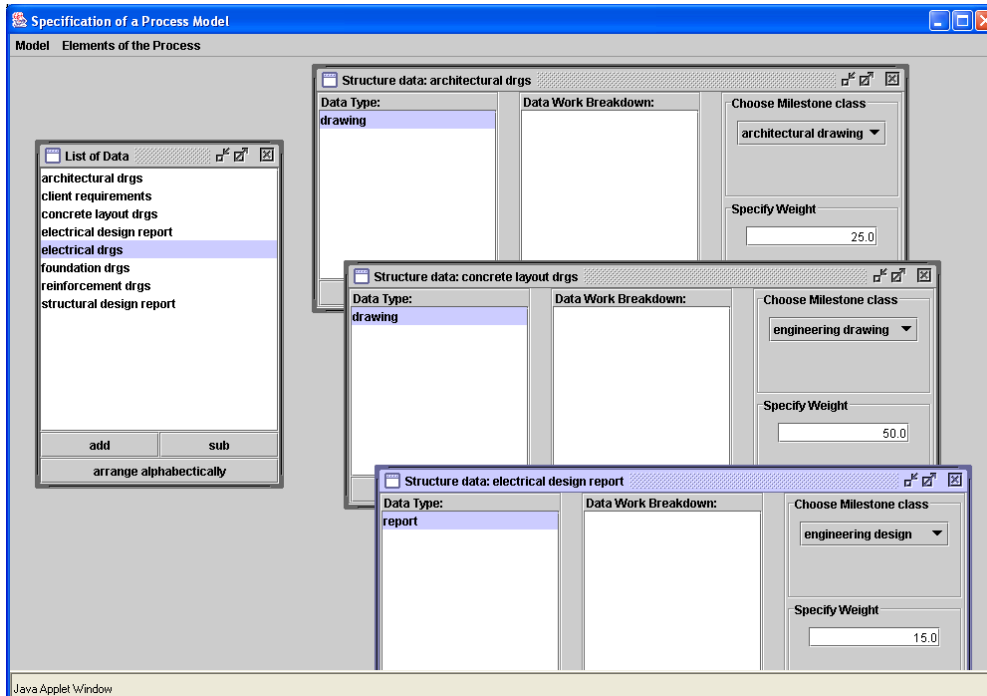 Specification of a Process Model
Model Elements of the Process
List of Data
architectural drgs
client requirements
concrete layout drgs
electrical design report
electrical drgs
foundation drgs
reinforcement drgs
structural design report
add sub
arrange alphabectically
Structure data: architectural drgs
Data Type: Data Work Breakdown: Choose Milestone class
drawing
architectural drawing
Specify Weight
25.0
Structure data: concrete layout drgs
Data Type: Data Work Breakdown: Choose Milestone class
drawing
engineering drawing
Specify Weight
50.0
Structure data: electrical design report
Data Type: Data Work Breakdown: Choose Milestone class
report
engineering design
Specify Weight
15.0
Java Applet Window